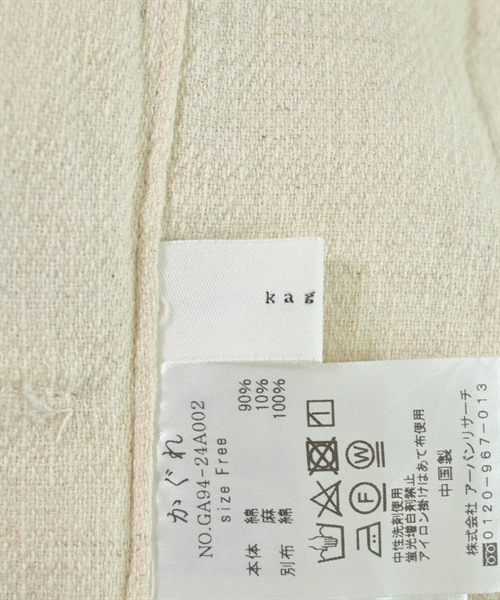 かぐれ
NO.GA94-24A002
size Free
本体 綿 90%
麻 10%
別布 綿 100%
中性洗剤使用
蛍光増白剤禁止
アイロン掛けはあて布使用
中国製
株式会社 アーバンリサーチ
0120-967-013